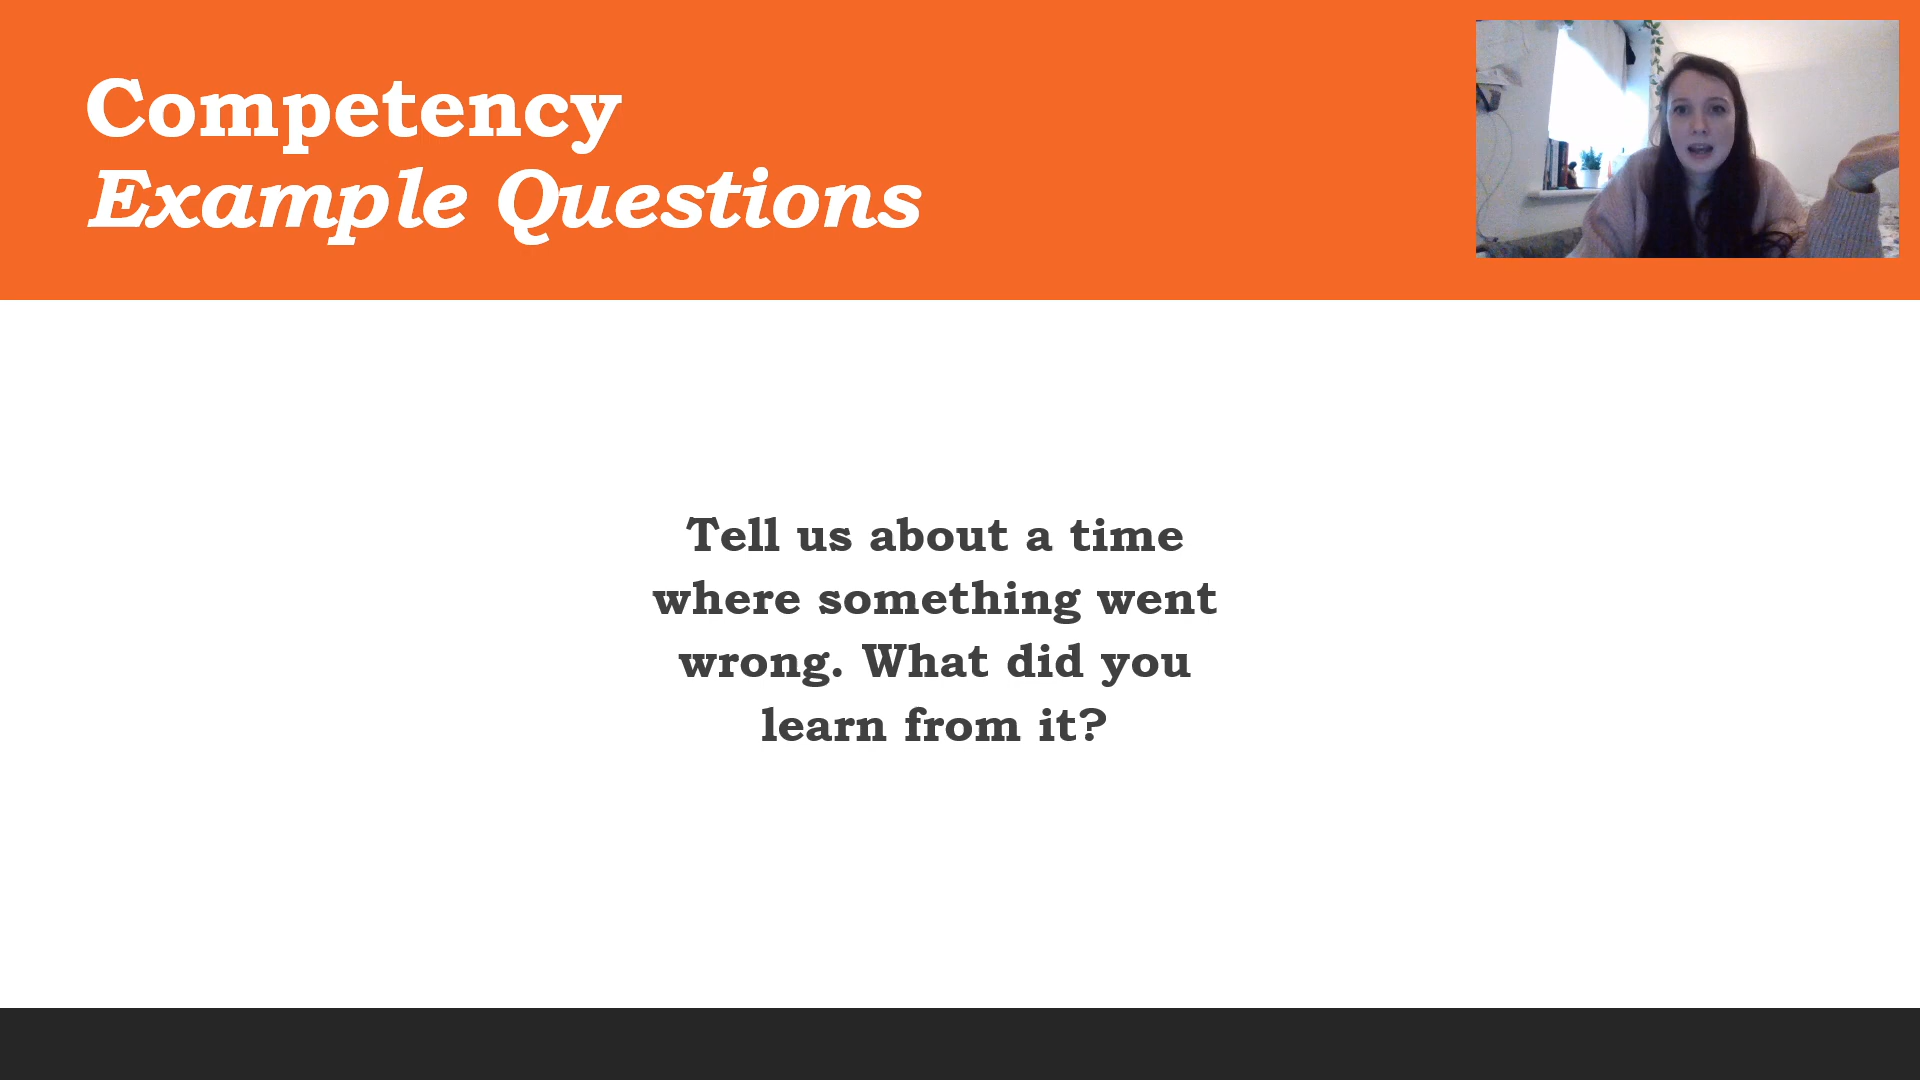 Competency
Example Questions
Tell us about a time
where something went
wrong. What did you
learn from it?